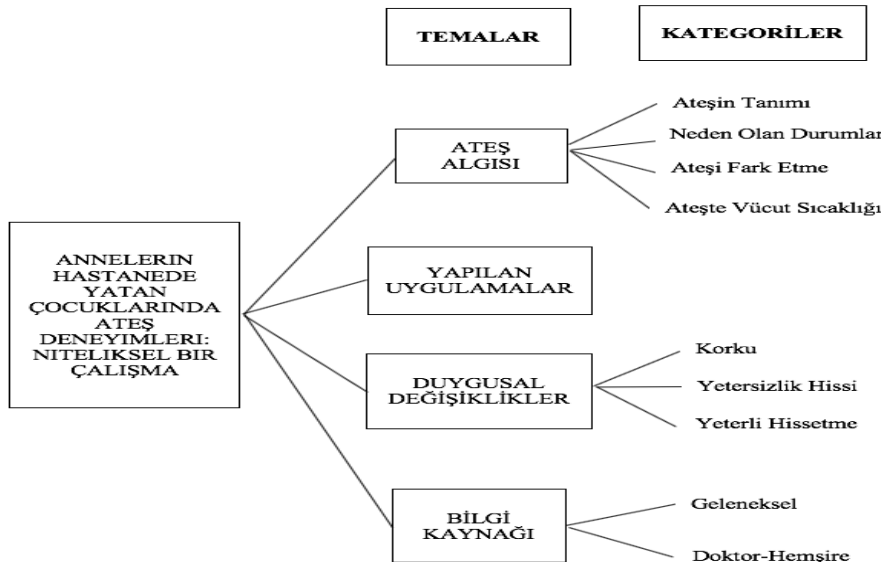 TEMALAR
KATEGORİLER
ATEŞ
ALGISI
Ateşin Tanımı
Neden Olan Durumlar
Ateşi Fark Etme
Ateşte Vücut Sıcaklığı
ANNELERIN
HASTANEDE
YATAN
ÇOCUKLARINDA
ATEŞ
DENEYIMLERI:
NITELIKSEL BIR
ÇALIŞMA
YAPILAN
UYGULAMALAR
DUYGUSAL
DEĞİŞİKLİKLER
Korku
Yetersizlik Hissi
Yeterli Hissetme
BİLGİ
KAYNAĞI
Geleneksel
Doktor-Hemşire